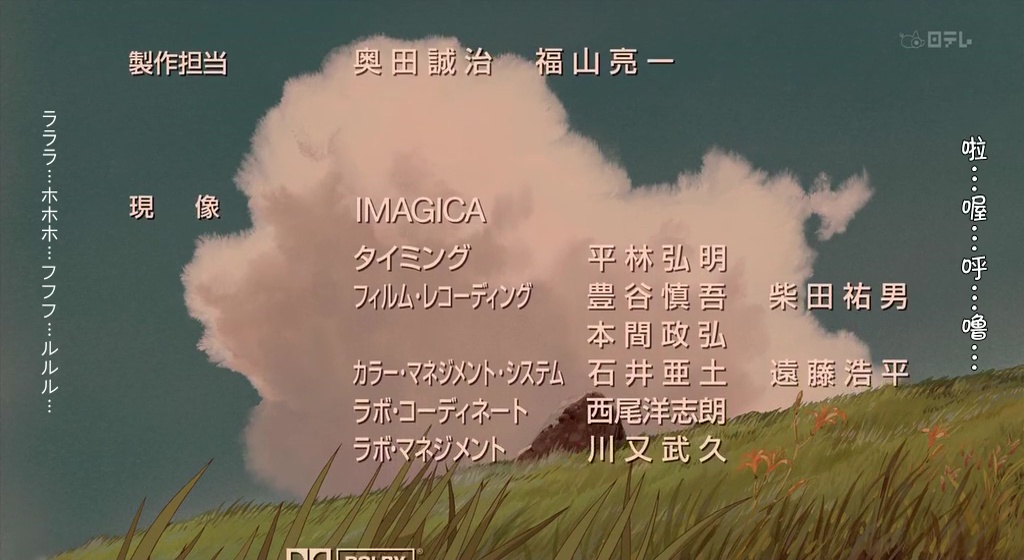 日テレ
製作担当 奥田誠治 福山亮一
現像 IMAGICA
タイミング 平林弘明
フィルム・レコーディング 豊谷慎吾 柴田祐男
本間政弘
カラー・マネジメント・システム 石井亜土 遠藤浩平
ラボ・コーディネート 西尾洋志朗
ラボ・マネジメント 川又武久
DOLBY
啦…喔…呼…噜…
ラララ…ホホホ…フフフ…ルルル…